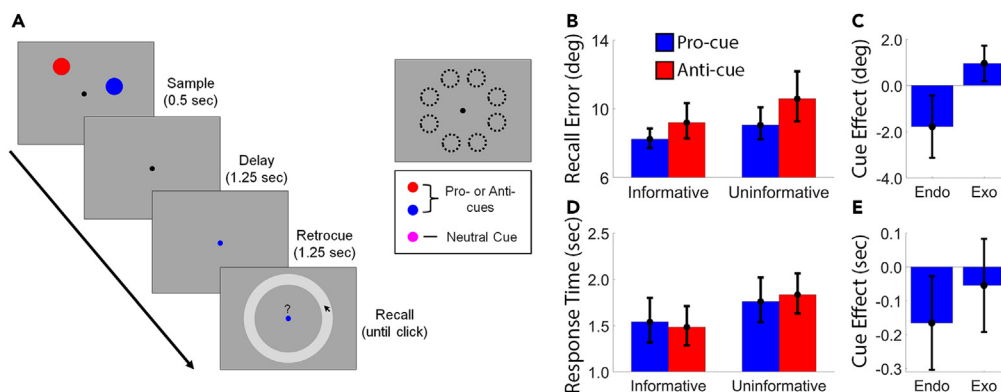 A
Sample
(0.5 sec)
Delay
(1.25 sec)
Retrocue
(1.25 sec)
?
Recall
(until click)
Pro- or Anti-
cues
Neutral Cue
B
Recall Error (deg)
14
10
6
Pro-cue
Anti-cue
Informative
Uninformative
C
Cue Effect (deg)
2.0
0.0
-2.0
-4.0
Endo
Exo
D
Response Time (sec)
2.5
2.0
1.5
1.0
Informative
Uninformative
E
Cue Effect (sec)
0.1
0.0
-0.1
-0.2
-0.3
Endo
Exo